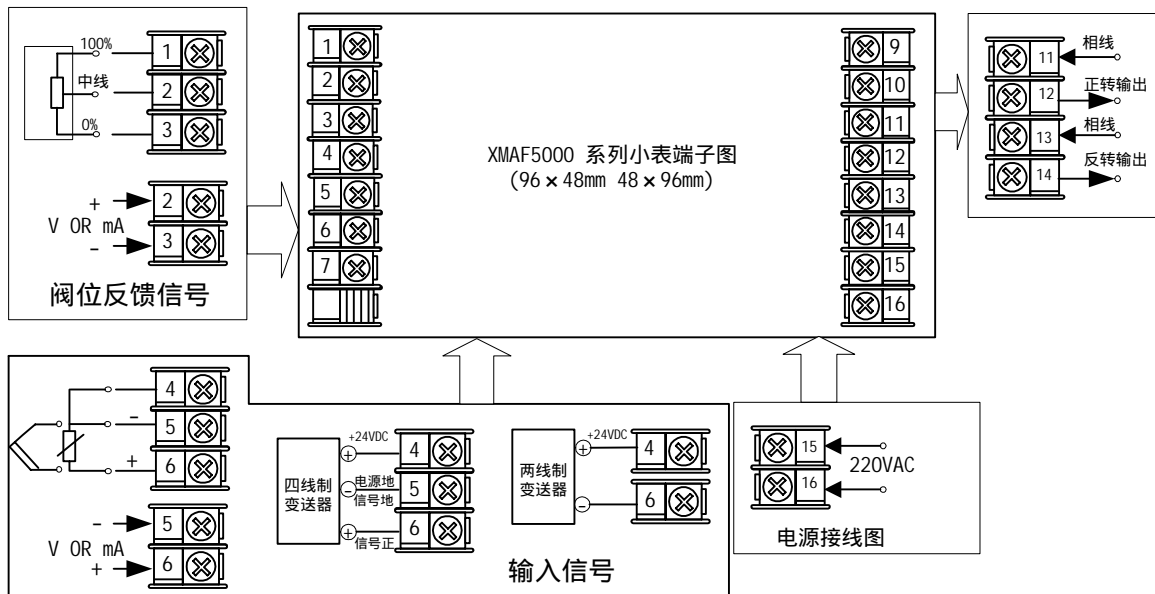 100%
1
中线
2
0%
3
+
2
V OR mA
-
3
阀位反馈信号
1
2
3
4
5
6
7
XMAF5000 系列小表端子图
(96×48mm 48×96mm)
9
10
11
12
13
14
15
16
11
相线
12
正转输出
13
相线
14
反转输出
4
-
5
+
6
-
5
V OR mA
+
6
四线制
变送器
+24VDC
+
4
电源地
-
信号地
5
+
信号正
6
两线制
变送器
+24VDC
+
4
-
6
输入信号
15
220VAC
16
电源接线图